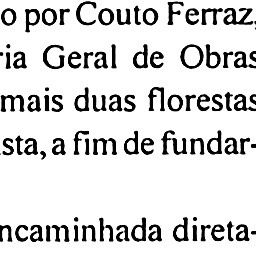 o por Couto Ferraz,
ria Geral de Obras
mais duas florestas
sta, a fim de fundar-
ncaminhada direta-